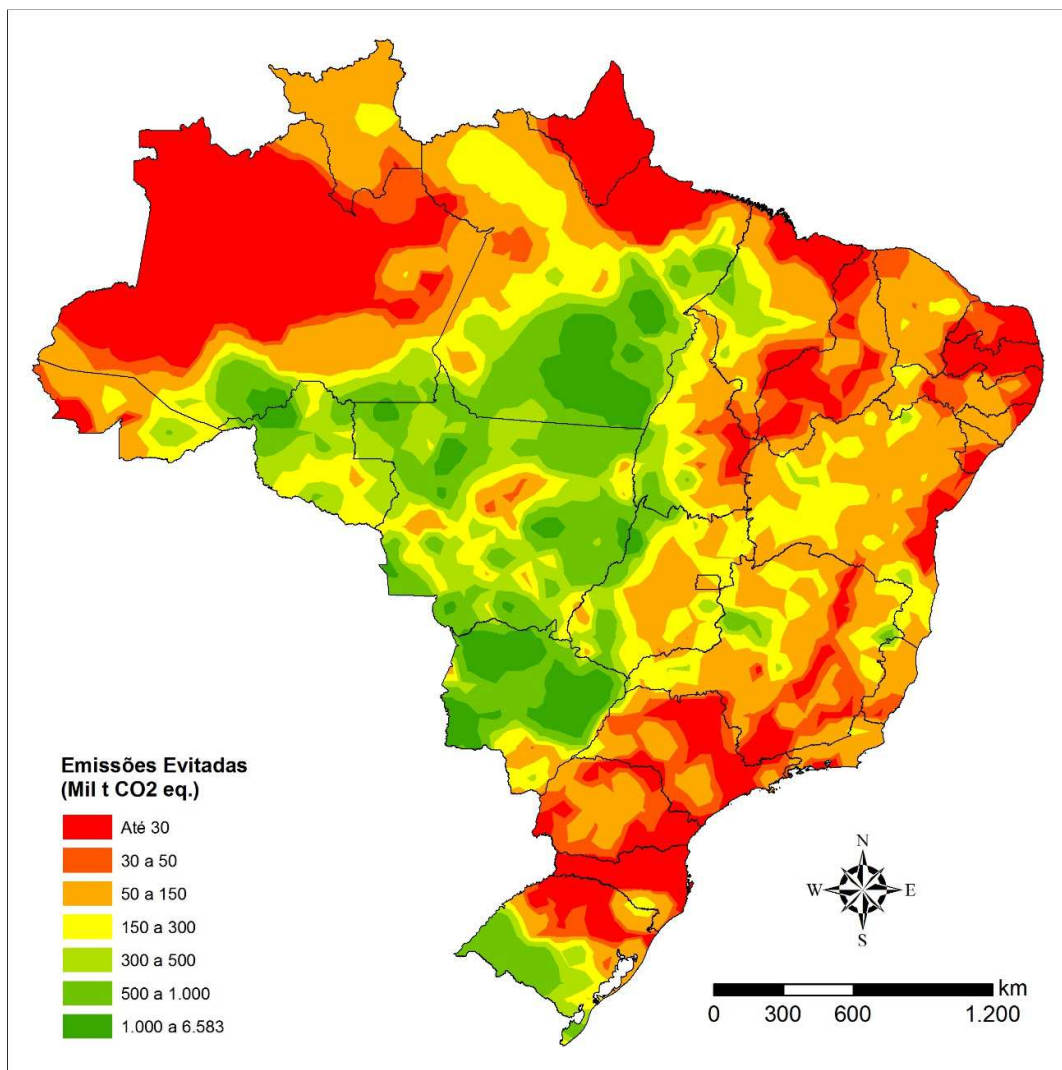 Emissões Evitadas
(Mil t CO2 eq.)
Até 30
30 a 50
50 a 150
150 a 300
300 a 500
500 a 1.000
1.000 a 6.583
N
W E
S
km
0 300 600 1.200